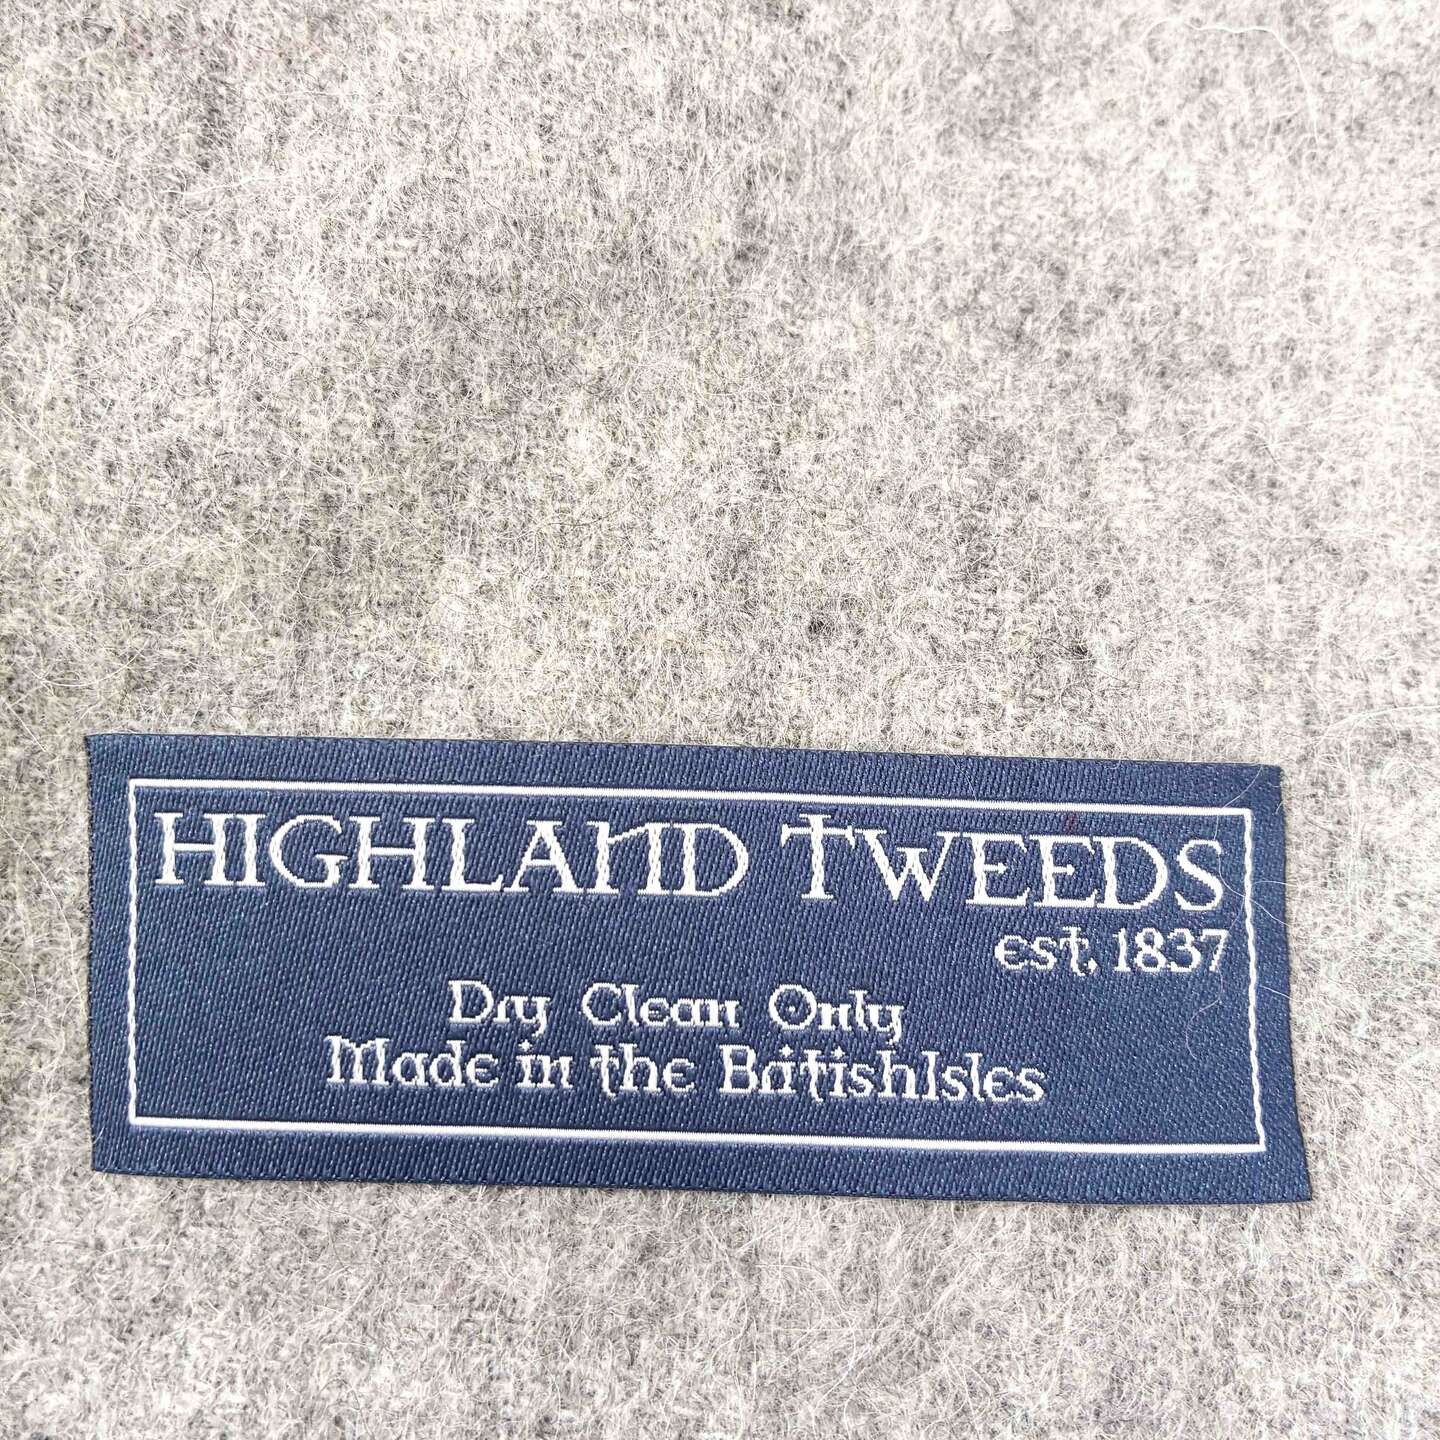 HIGHLAND TWEEDS
est. 1837
Dry Clean Only
Made in the BritishIsles